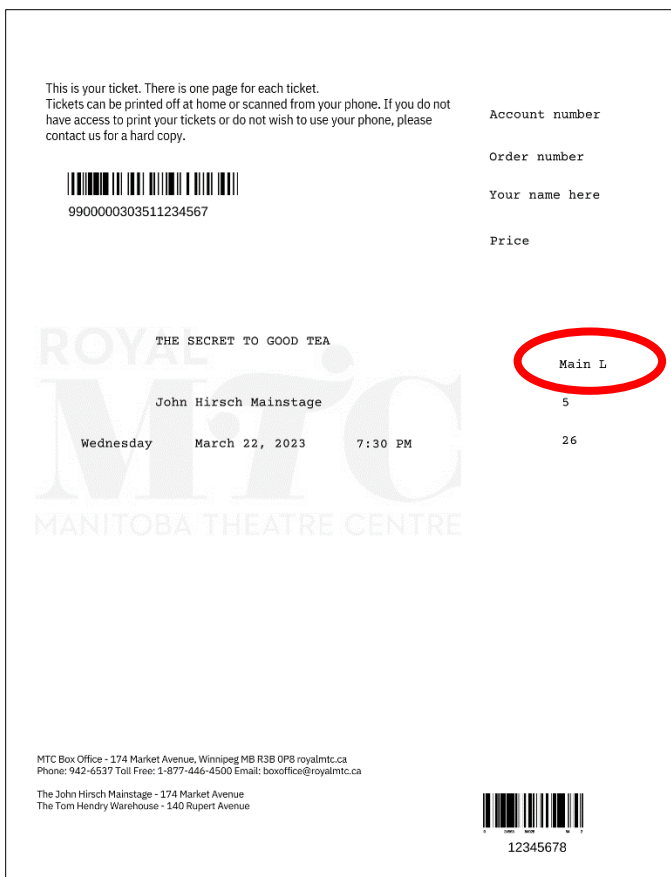 This is your ticket. There is one page for each ticket.
Tickets can be printed off at home or scanned from your phone. If you do not
have access to print your tickets or do not wish to use your phone, please
contact us for a hard copy.
Account number
Order number
9900000303511234567
Your name here
Price
ROYAL
MTC
MANITOBA THEATRE CENTRE
THE SECRET TO GOOD TEA
Main L
John Hirsch Mainstage
5
Wednesday March 22, 2023 7:30 PM
26
MTC Box Office - 174 Market Avenue, Winnipeg MB R3B 0P8 royalmtc.ca
Phone: 942-6537 Toll Free: 1-877-446-4500 Email: boxoffice@royalmtc.ca
The John Hirsch Mainstage - 174 Market Avenue
The Tom Hendry Warehouse - 140 Rupert Avenue
12345678